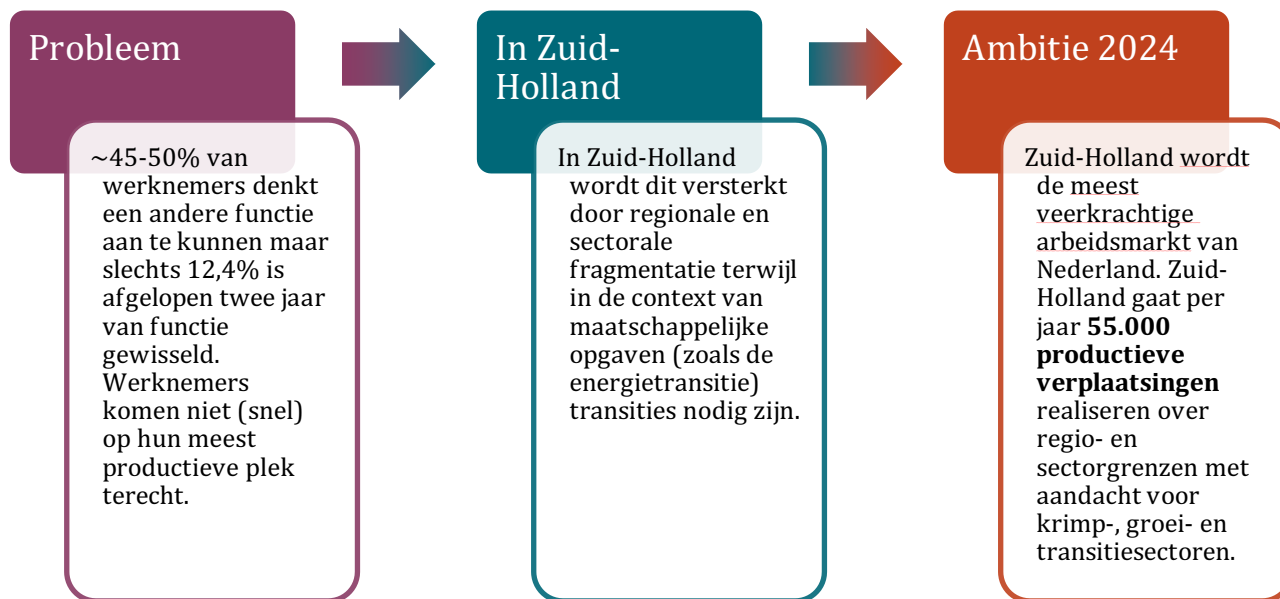 Probleem
~45-50% van
werknemers denkt
een andere functie
aan te kunnen maar
slechts 12,4% is
afgelopen twee jaar
van functie
gewisseld.
Werknemers
komen niet (snel)
op hun meest
productieve plek
terecht.
In Zuid-
Holland
In Zuid-Holland
wordt dit versterkt
door regionale en
sectorale
fragmentatie terwijl
in de context van
maatschappelijke
opgaven (zoals de
energietransitie)
transities nodig zijn.
Ambitie 2024
Zuid-Holland wordt
de meest
veerkrachtige
arbeidsmarkt van
Nederland. Zuid-
Holland gaat per
jaar 55.000
productieve
verplaatsingen
realiseren over
regio- en
sectorgrenzen met
aandacht voor
krimp-, groei- en
transitiesectoren.